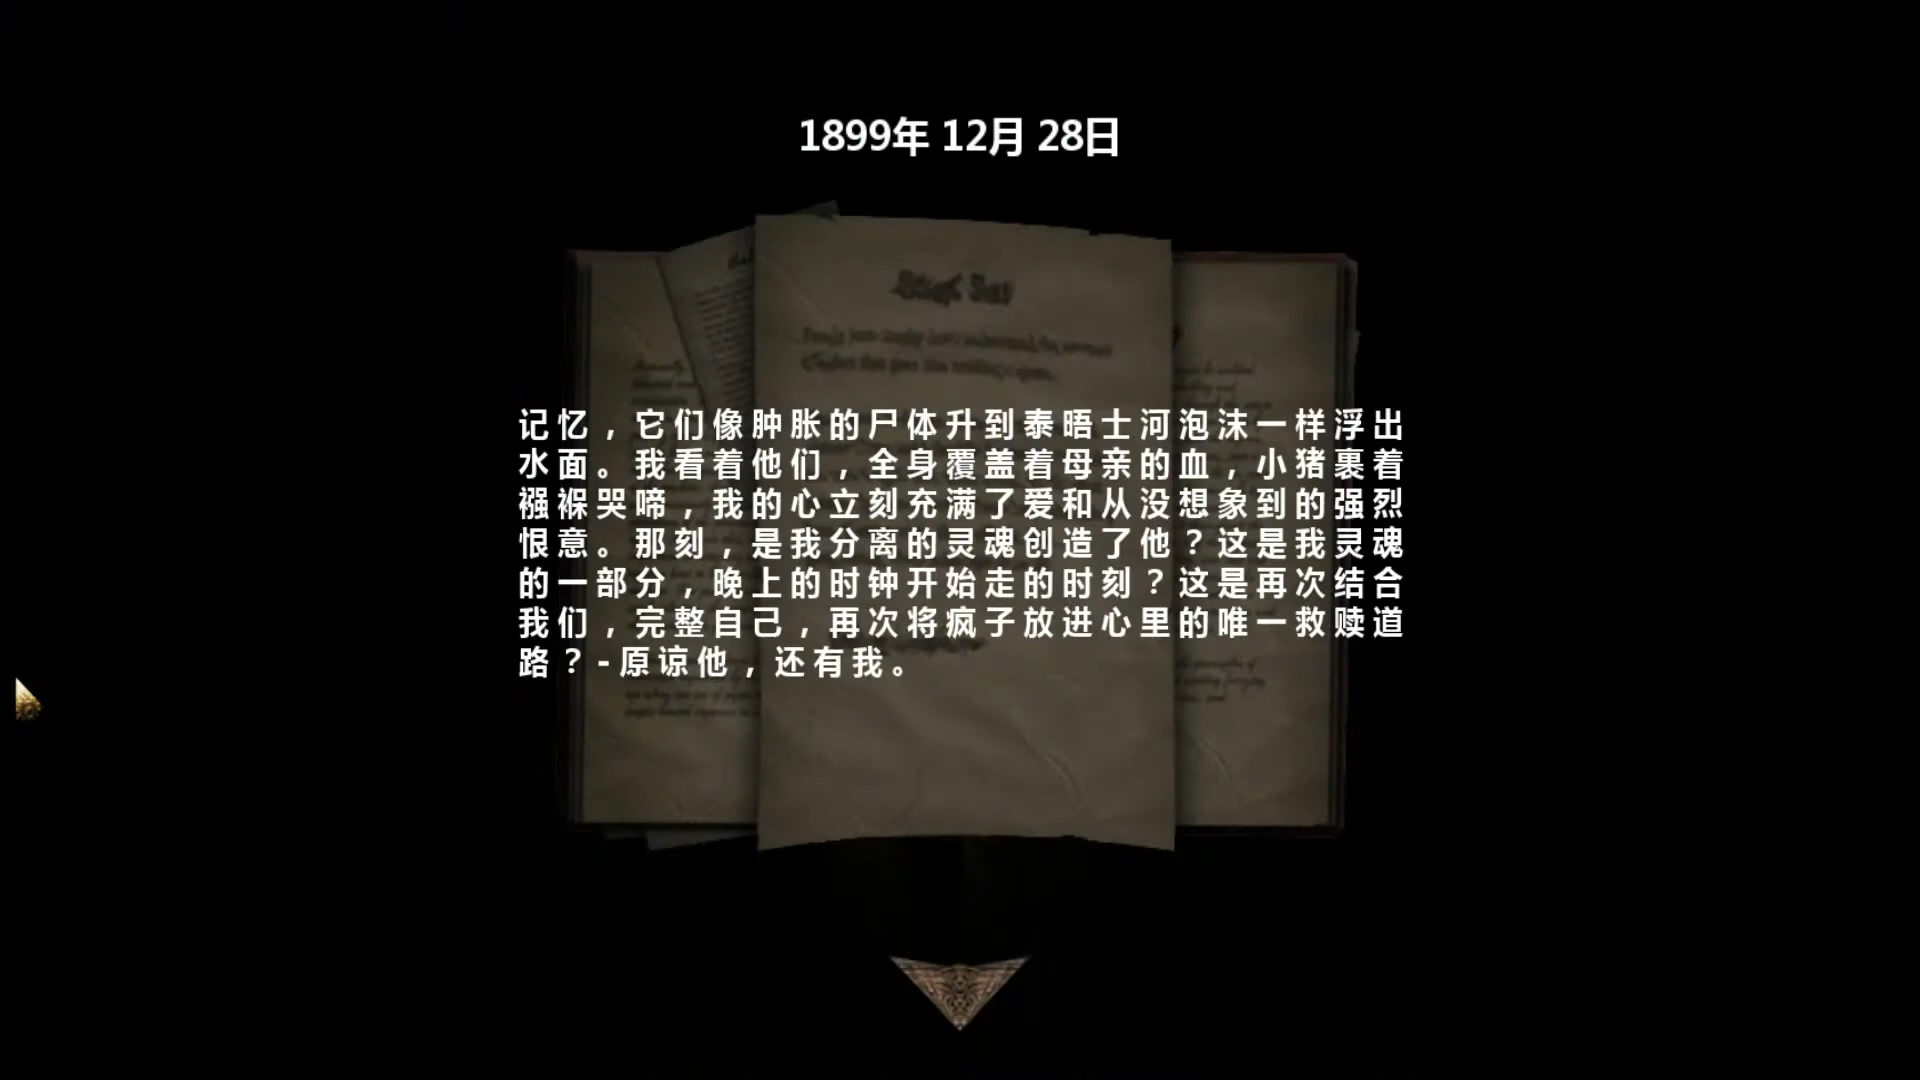 1899年 12月 28日
记忆，它们像肿胀的尸体升到泰晤士河泡沫一样浮出
水面。我看着他们，全身覆盖着母亲的血，小猪裹着
襁褓哭啼，我的心立刻充满了爱和从没想象到的强烈
恨意。那刻，是我分离的灵魂创造了他？这是我灵魂
的一部分，晚上的时钟开始走的时刻？这是再次结合
我们，完整自己，再次将疯子放进心里的唯一救赎道
路？-原谅他，还有我。